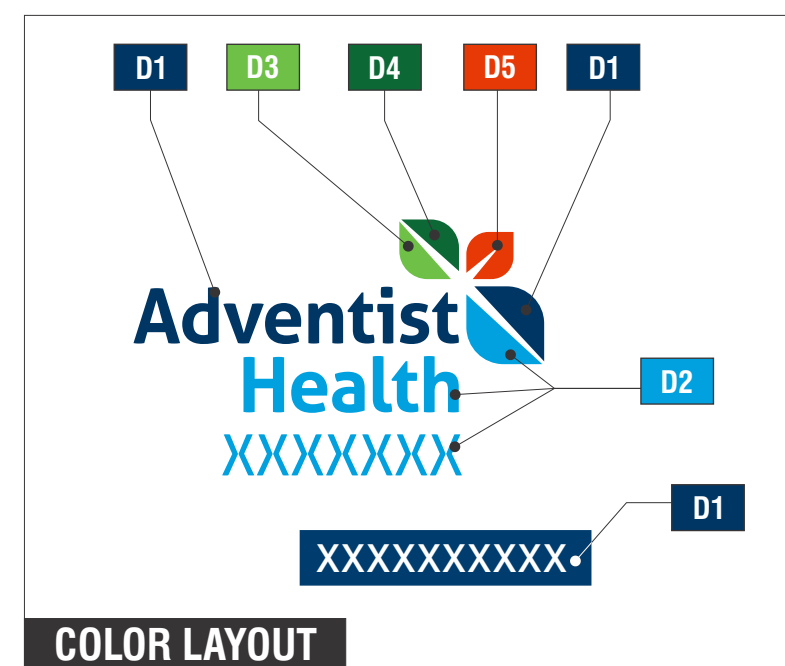 D1 D3 D4 D5 D1
Adventist
Health
D2
XXXXXXX
D1
XXXXXXXXXX
COLOR LAYOUT